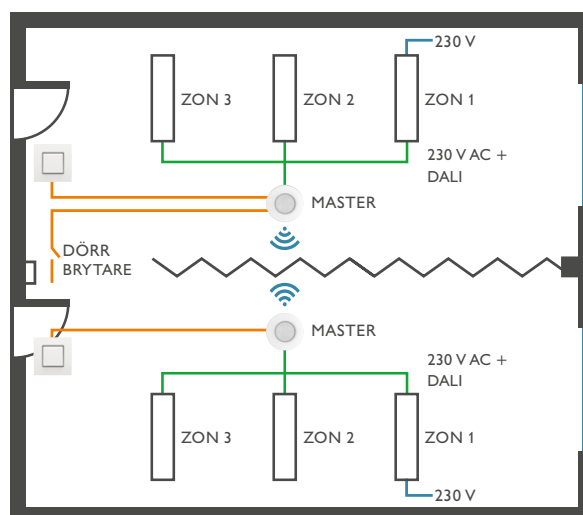 230 V
ZON 3
ZON 2
ZON 1
230 V AC +
DALI
MASTER
DÖRR
BRYTARE
MASTER
230 V AC +
DALI
ZON 3
ZON 2
ZON 1
230 V